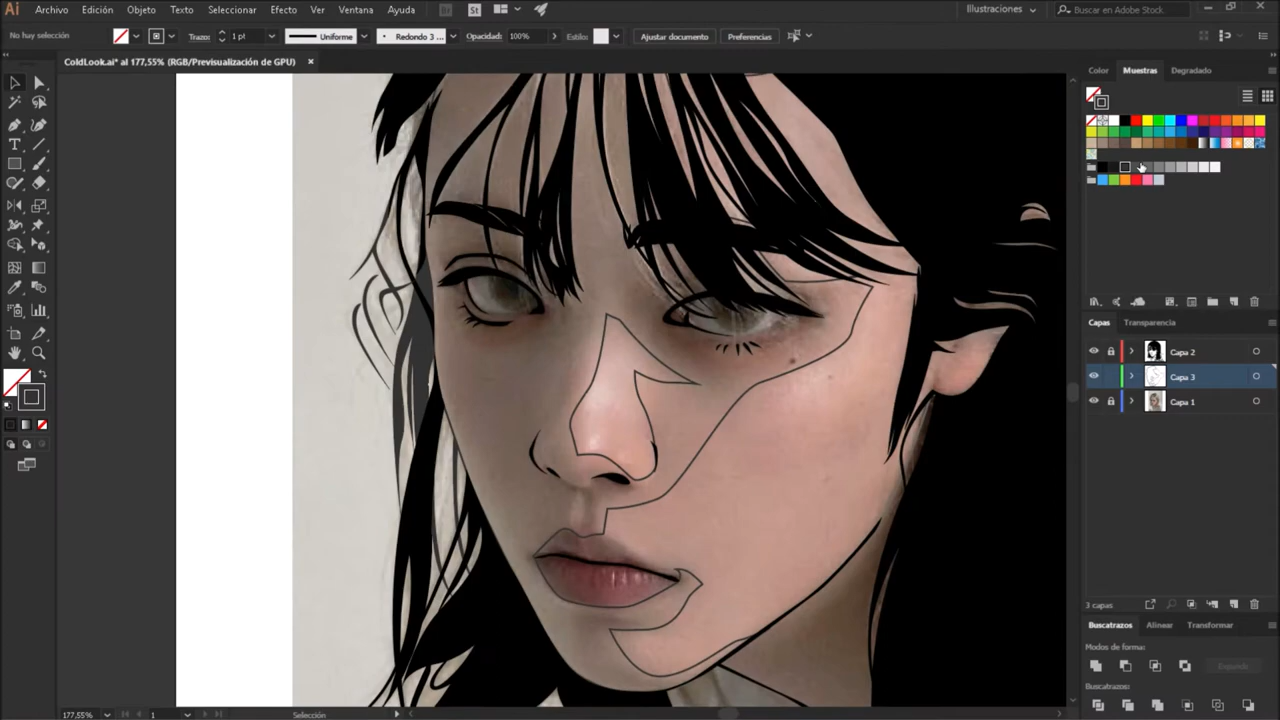 Ai Archivo Edición Objeto Texto Seleccionar Efecto Ver Ventana Ayuda Br St Ilustraciones Buscar en Adobe Stock.
No hay selección Trazo: 1 pt Uniforme Redondo 3 ... Opacidad: 100% Estilo: Ajustar documento Preferencias
ColdLook.ai* al 177,55% (RGB/Previsualización de GPU) ×
Color Muestras Degradado
Capas Transparencia
Capa 2
Capa 3
Capa 1
3 capas
Buscatrazos Alinear Transformar
Modos de forma:
Expandir
Buscatrazos:
177,55% 1 Selección